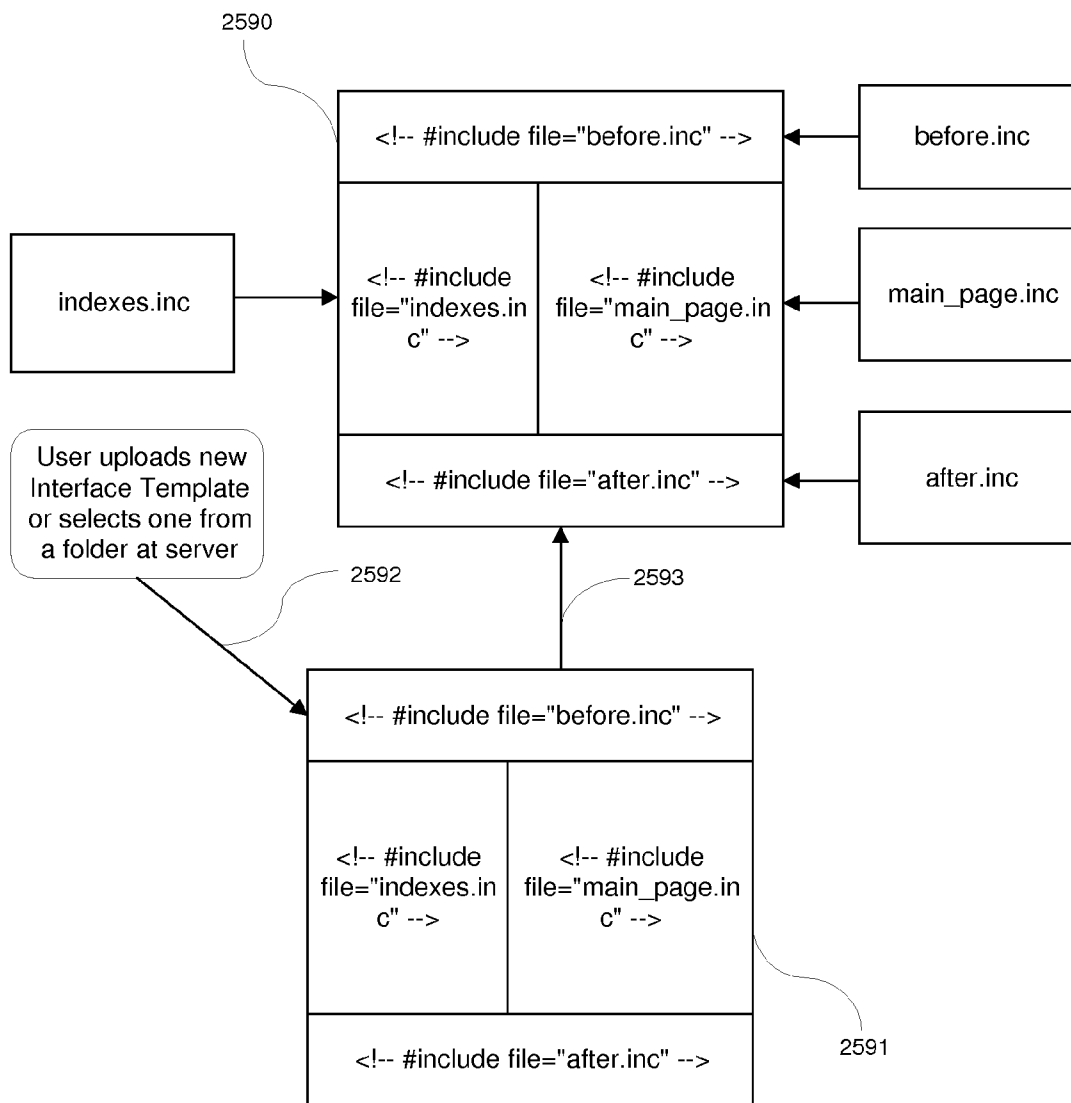 2590
<!-- #include file="before.inc" -->
before.inc
indexes.inc
<!-- #include
file="indexes.in
c" -->
<!-- #include
file="main_page.in
c" -->
main_page.inc
<!-- #include file="after.inc" -->
after.inc
User uploads new
Interface Template
or selects one from
a folder at server
2592
2593
<!-- #include file="before.inc" -->
<!-- #include
file="indexes.in
c" -->
<!-- #include
file="main_page.in
c" -->
2591
<!-- #include file="after.inc" -->